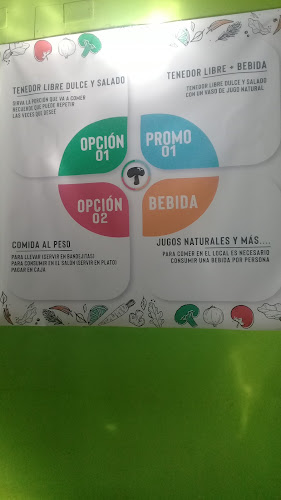 TENEDOR LIBRE DULCE Y SALADO
SIRVA LA PORCIÓN QUE VA A COMER
RECUERDE QUE PUEDE REPETIR
LAS VECES QUE DESEE
OPCIÓN
01
TENEDOR LIBRE + BEBIDA
TENEDOR LIBRE DULCE Y SALADO
CON UN VASO DE JUGO NATURAL
PROMO
01
OPCIÓN
02
COMIDA AL PESO
PARA LLEVAR (SERVIR EN BANDEJITAS)
PARA CONSUMIR EN EL SALÓN (SERVIR EN PLATO)
PAGAR EN CAJA
BEBIDA
JUGOS NATURALES Y MÁS....
PARA COMER EN EL LOCAL ES NECESARIO
CONSUMIR UNA BEBIDA POR PERSONA